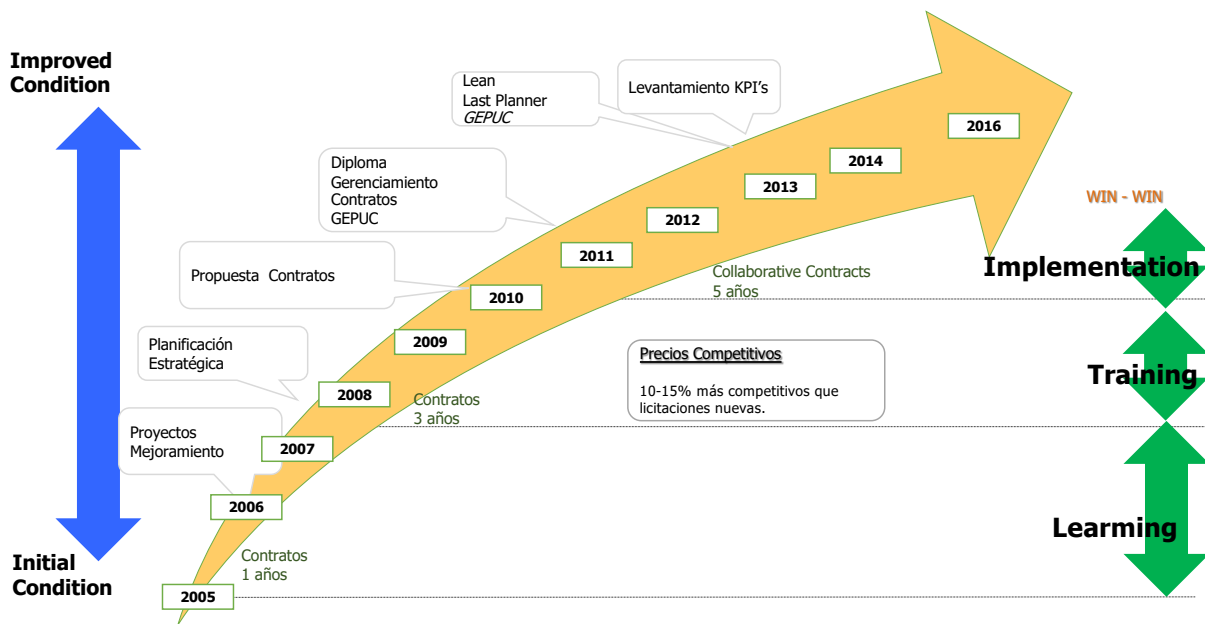 Improved
Condition
Lean
Last Planner
GEPUC
Levantamiento KPI's
2016
Diploma
Gerenciamiento
Contratos
GEPUC
2014
2013
WIN - WIN
2012
2011
Implementation
Propuesta Contratos
Collaborative Contracts
5 años
2010
2009
Planificación
Estratégica
Precios Competitivos
10-15% más competitivos que
licitaciones nuevas.
Training
2008
Contratos
3 años
Proyectos
Mejoramiento
2007
2006
Learming
Initial
Condition
Contratos
1 años
2005